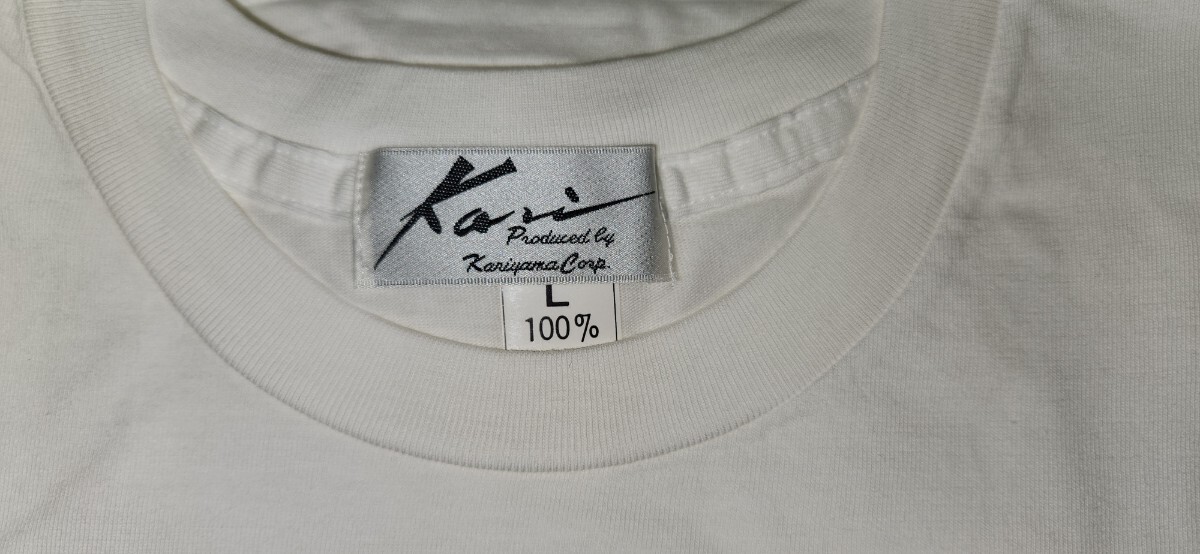 Kari
Produced by
Kariyama Corp.
L
100%